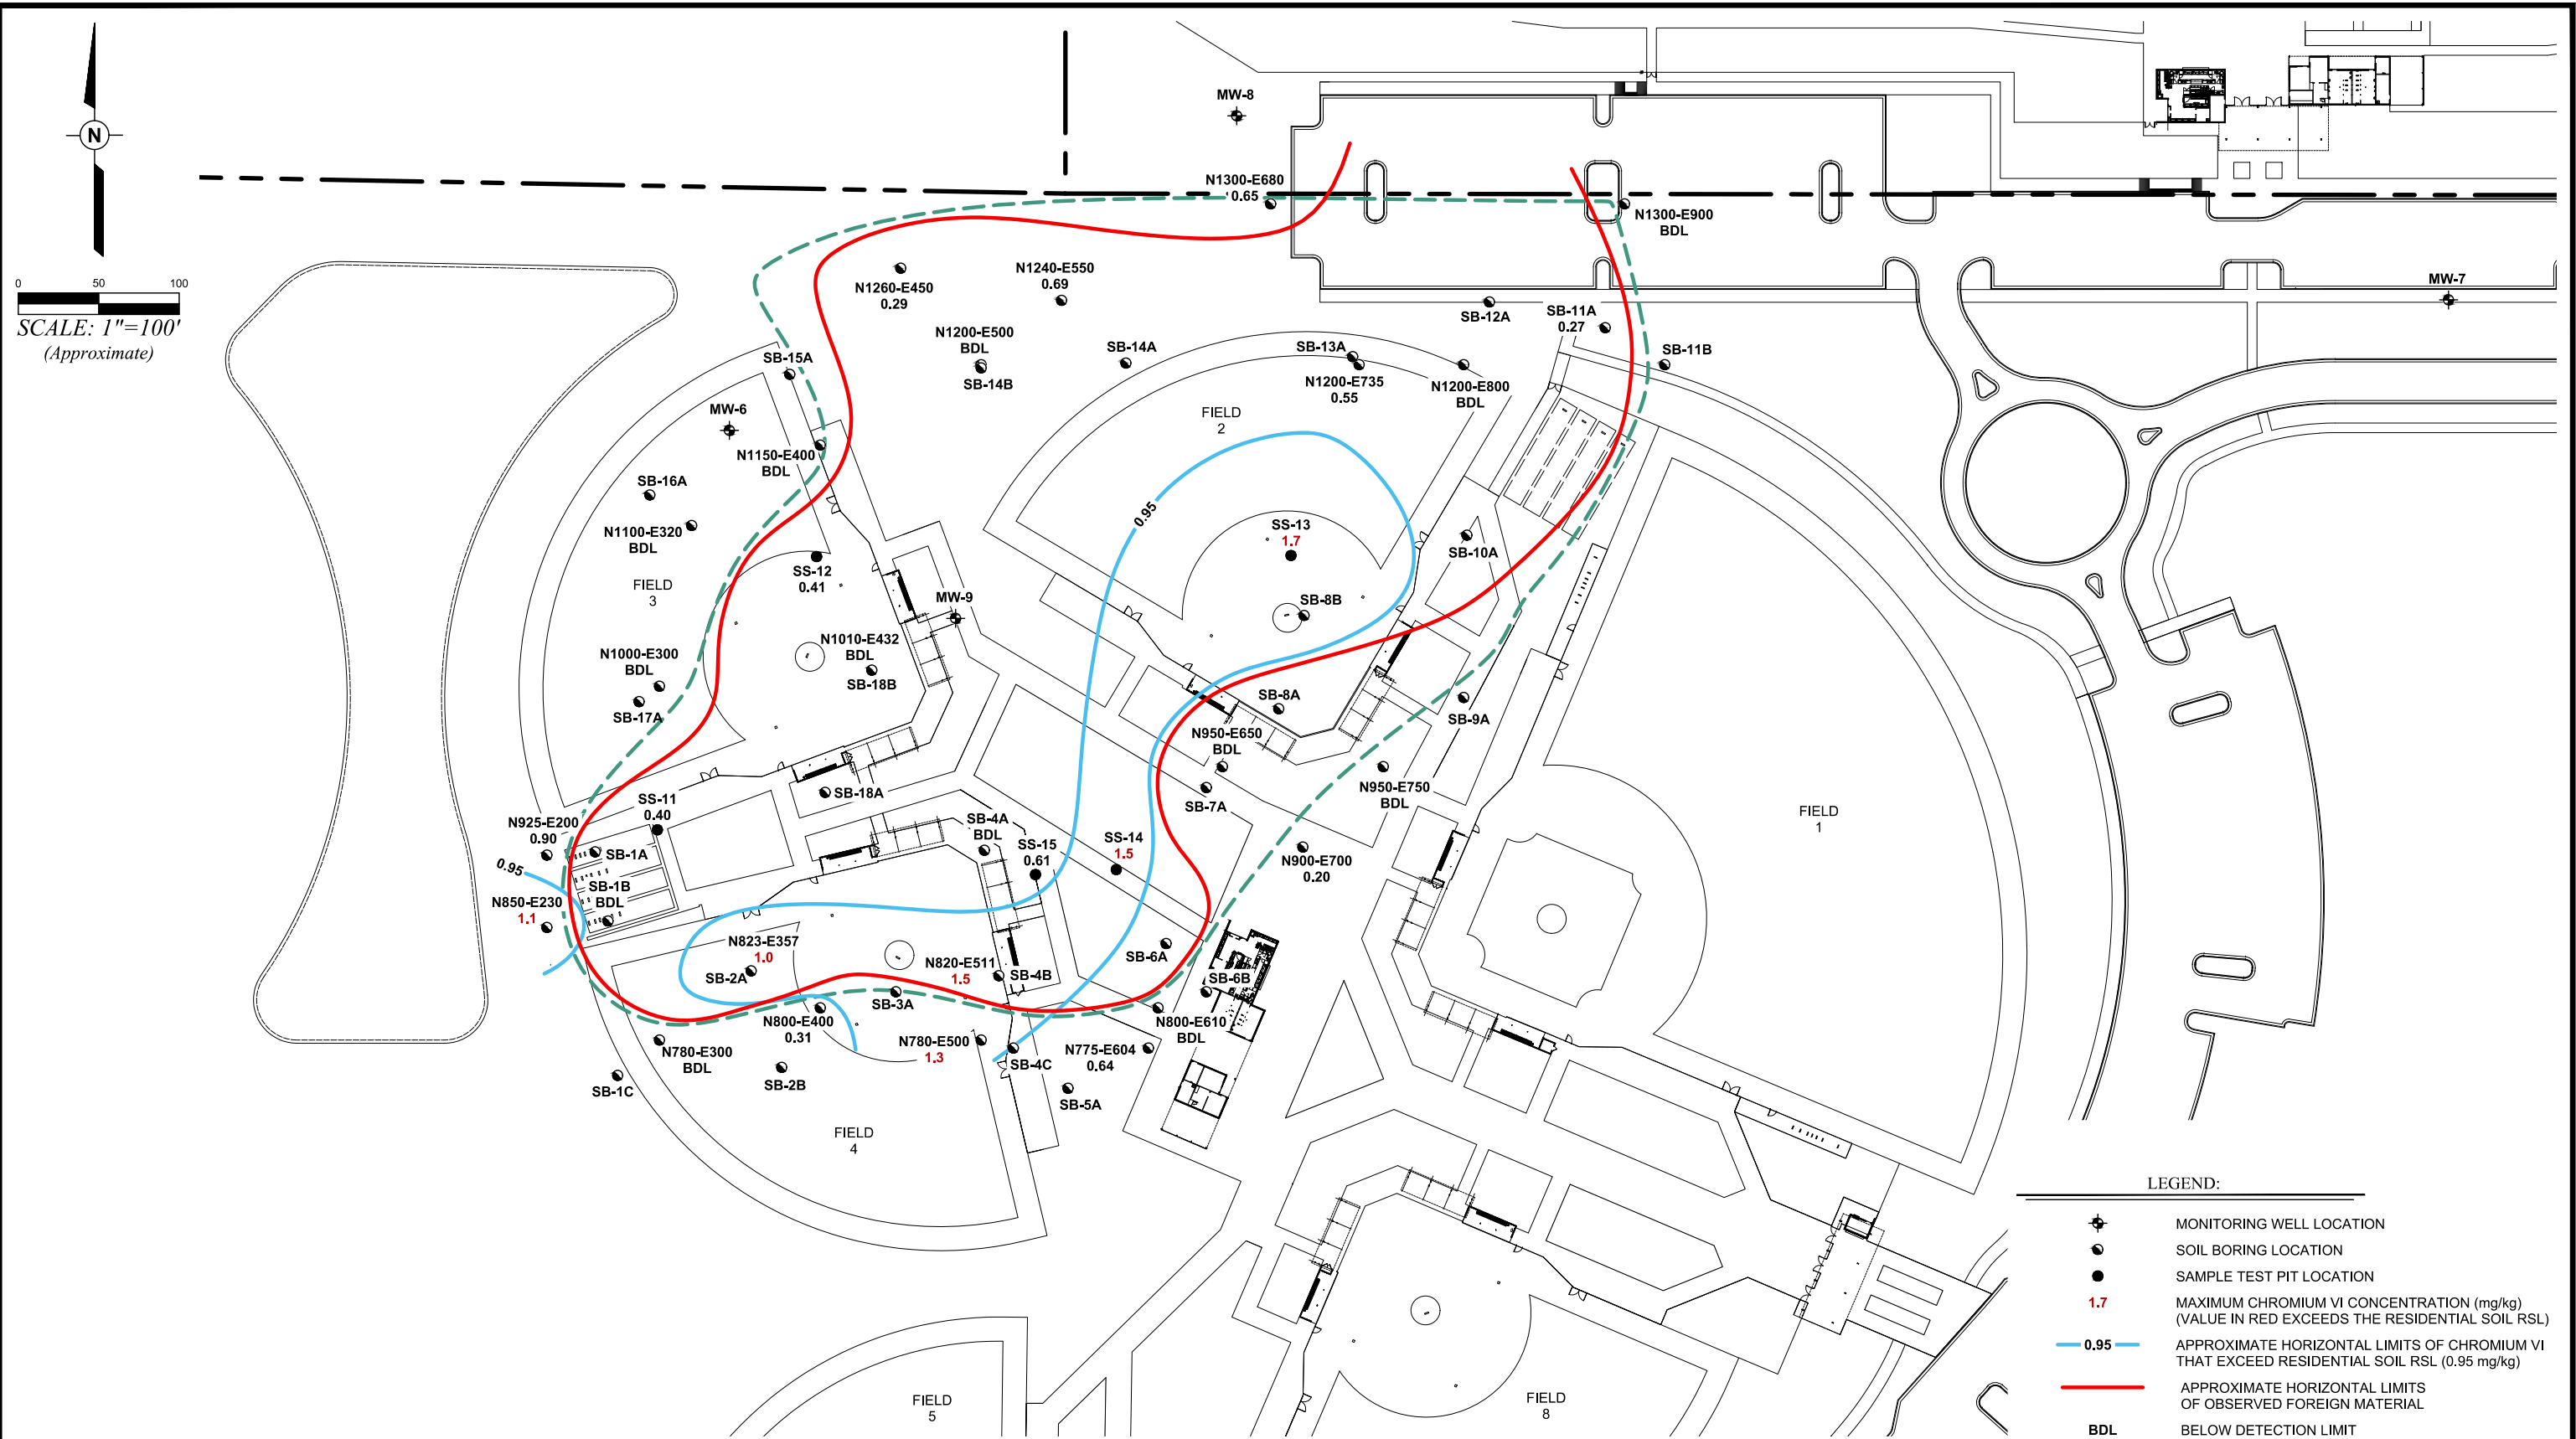 MW-8
N
N1300-E680
0.65
N1300-E900
BDL
MW-7
0 50 100
SCALE: 1"=100'
(Approximate)
N1260-E450
0.29
N1240-E550
0.69
SB-12A
SB-11A
0.27
N1200-E500
BDL
SB-14B
SB-14A
SB-13A
N1200-E735
0.55
N1200-E800
BDL
SB-11B
SB-15A
MW-6
N1150-E400
BDL
FIELD
2
SB-16A
N1100-E320
BDL
0.95
SS-13
1.7
SB-10A
SS-12
0.41
FIELD
3
MW-9
SB-8B
N1010-E432
BDL
SB-18B
N1000-E300
BDL
SB-17A
SB-8A
SB-9A
N950-E650
BDL
SB-7A
N950-E750
BDL
SB-18A
SS-11
0.40
N925-E200
0.90
SB-1A
0.95
SB-4A
BDL
SS-15
0.61
SS-14
1.5
N900-E700
0.20
FIELD
1
SB-1B
BDL
N850-E230
1.1
N823-E357
1.0
SB-2A
N820-E511
1.5
SB-4B
SB-6A
SB-6B
SB-3A
N800-E400
0.31
N800-E610
BDL
N780-E300
BDL
N780-E500
1.3
SB-4C
N775-E604
0.64
SB-1C
SB-2B
SB-5A
FIELD
4
FIELD
5
FIELD
8
LEGEND:
MONITORING WELL LOCATION
SOIL BORING LOCATION
SAMPLE TEST PIT LOCATION
1.7 MAXIMUM CHROMIUM VI CONCENTRATION (mg/kg)
(VALUE IN RED EXCEEDS THE RESIDENTIAL SOIL RSL)
0.95 APPROXIMATE HORIZONTAL LIMITS OF CHROMIUM VI
THAT EXCEED RESIDENTIAL SOIL RSL (0.95 mg/kg)
APPROXIMATE HORIZONTAL LIMITS
OF OBSERVED FOREIGN MATERIAL
BDL BELOW DETECTION LIMIT